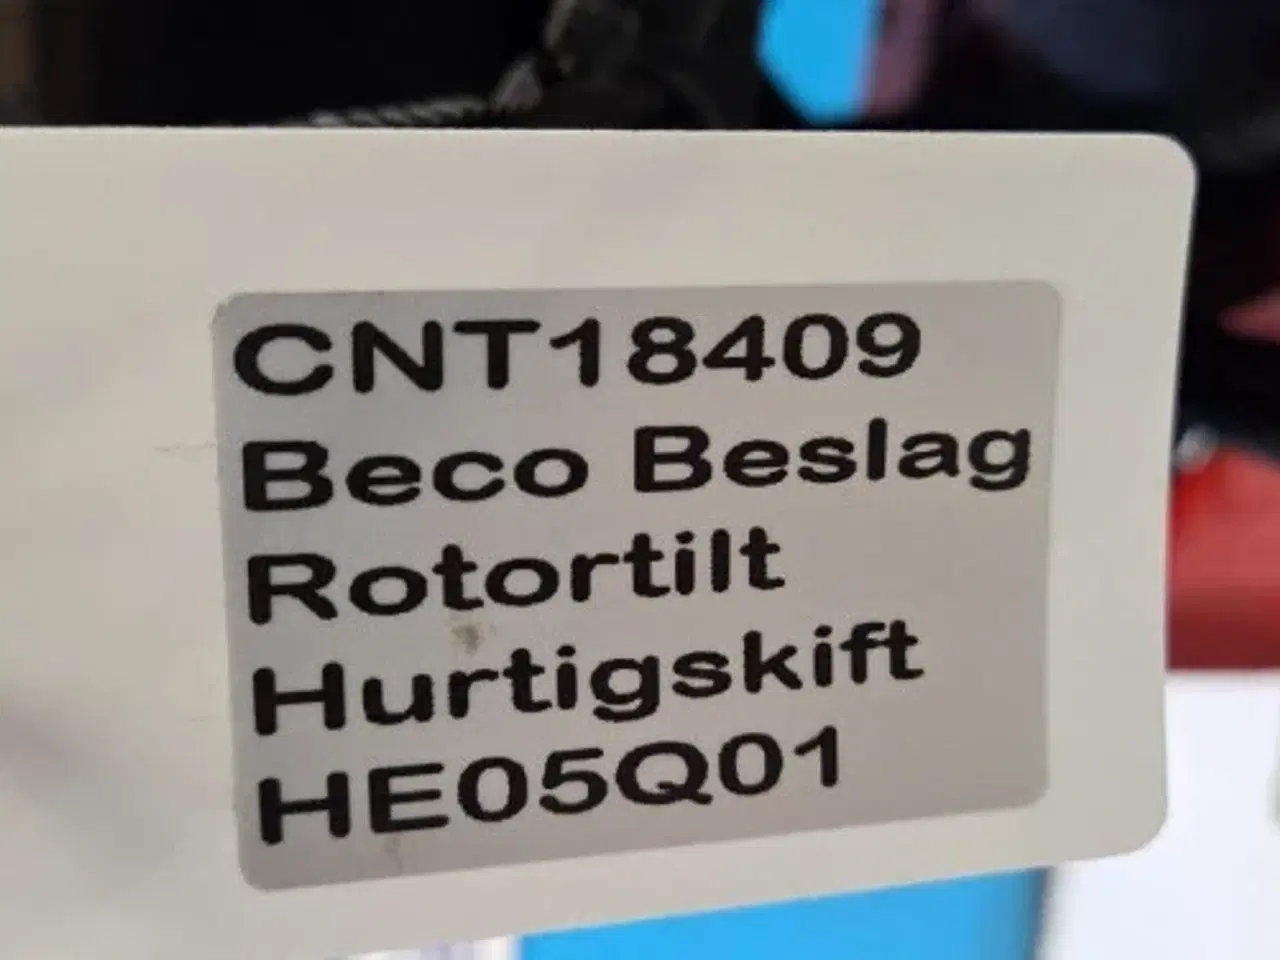 CNT18409
Beco Beslag
Rotortilt
Hurtigskift
HE05Q01